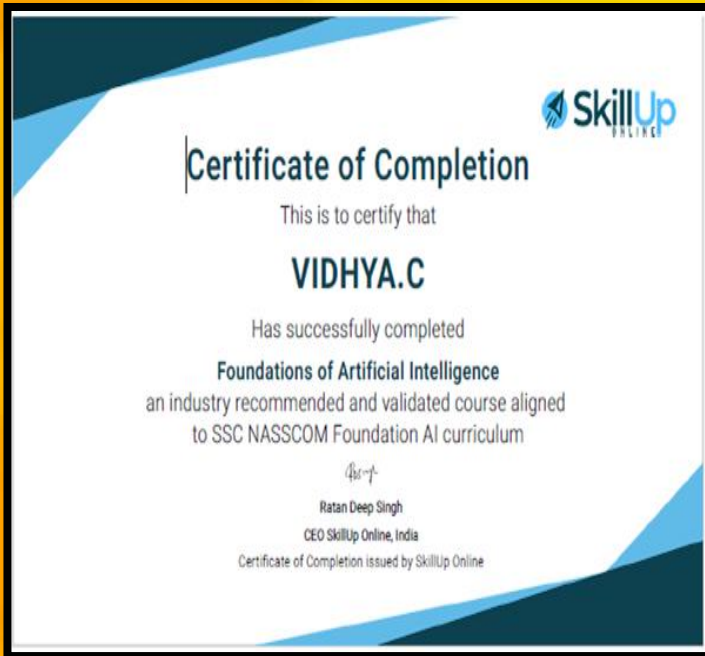 SkillUp
ONLINE
Certificate of Completion
This is to certify that
VIDHYA.C
Has successfully completed
Foundations of Artificial Intelligence
an industry recommended and validated course aligned
to SSC NASSCOM Foundation AI curriculum
Ratan Deep Singh
CEO SkillUp Online, India
Certificate of Completion issued by SkillUp Online